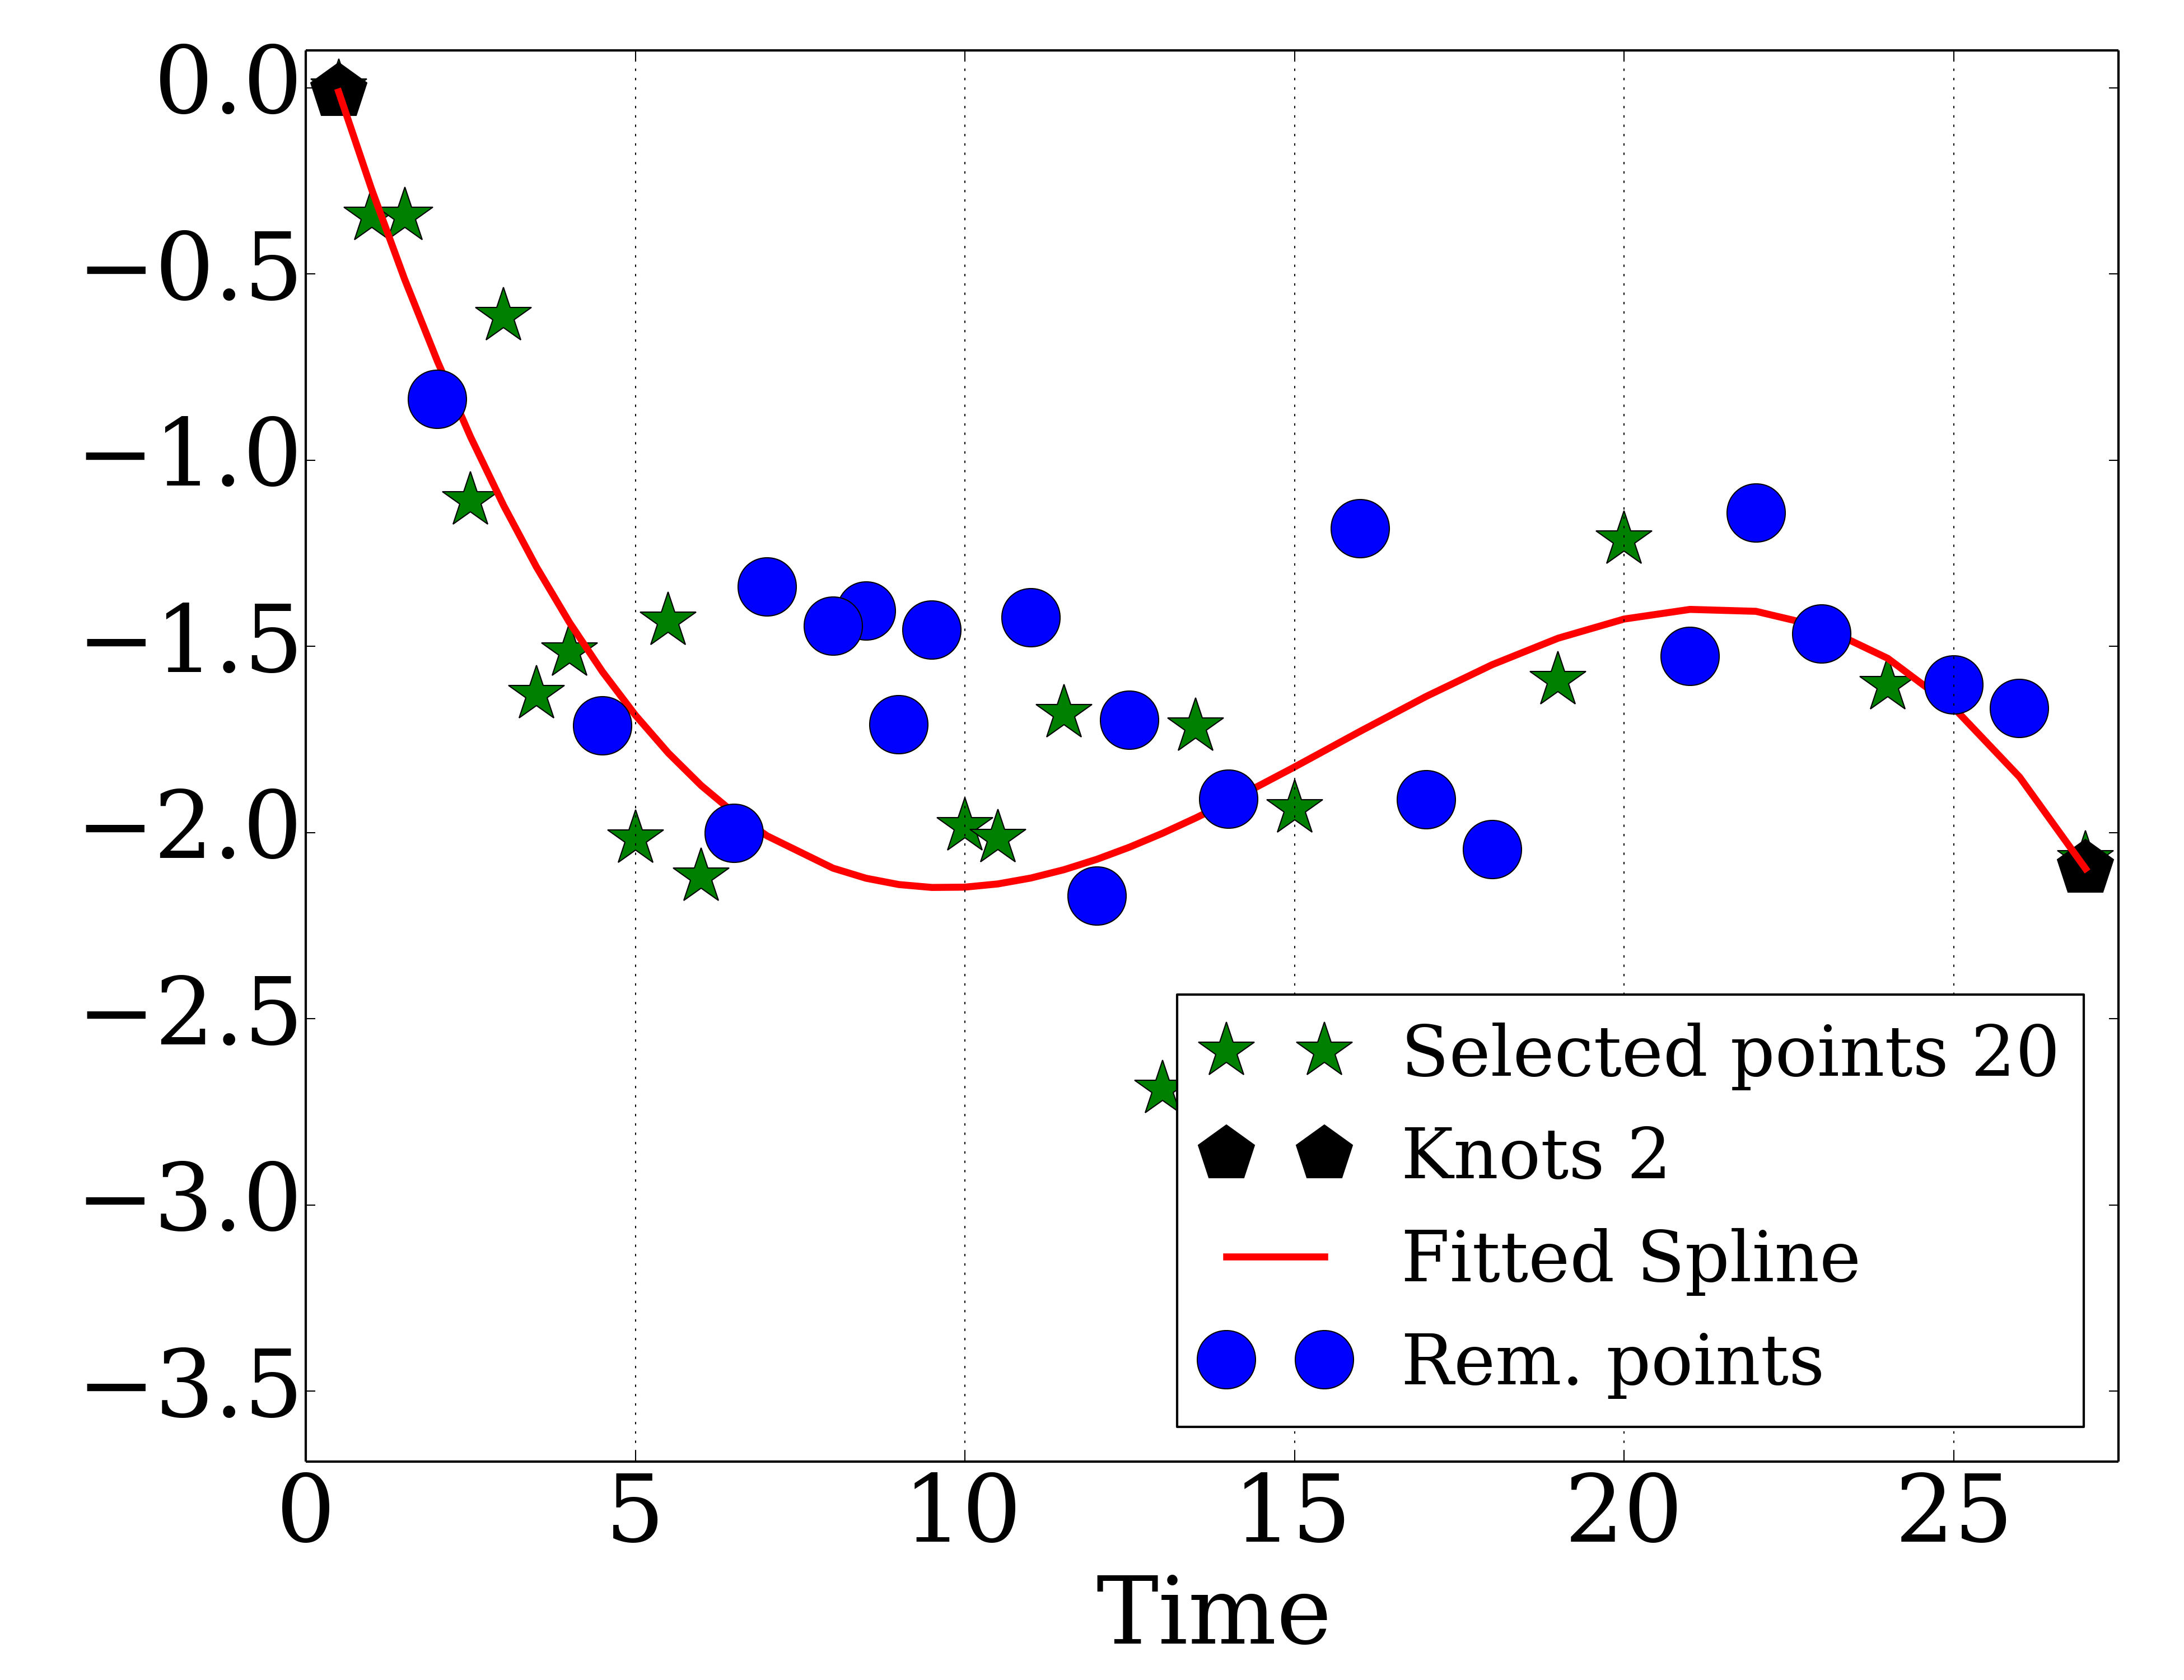 0.0
−0.5
−1.0
−1.5
−2.0
−2.5
−3.0
−3.5
Selected points 20
Knots 2
Fitted Spline
Rem. points
0 5 10 15 20 25
Time